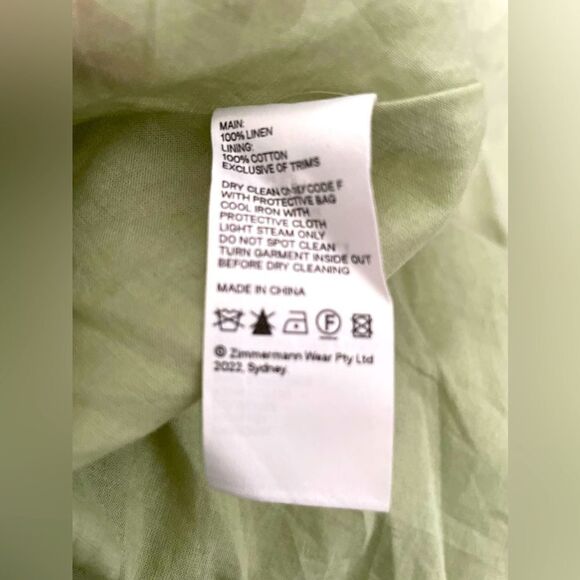 MAIN:
100% LINEN
LINING:
100% COTTON
EXCLUSIVE OF TRIMS
DRY CLEAN ONLY CODE F
WITH PROTECTIVE BAG
COOL IRON WITH
PROTECTIVE CLOTH
LIGHT STEAM ONLY
DO NOT SPOT CLEAN
TURN GARMENT INSIDE OUT
BEFORE DRY CLEANING
MADE IN CHINA
F
© Zimmermann Wear Pty Ltd
2022, Sydney.